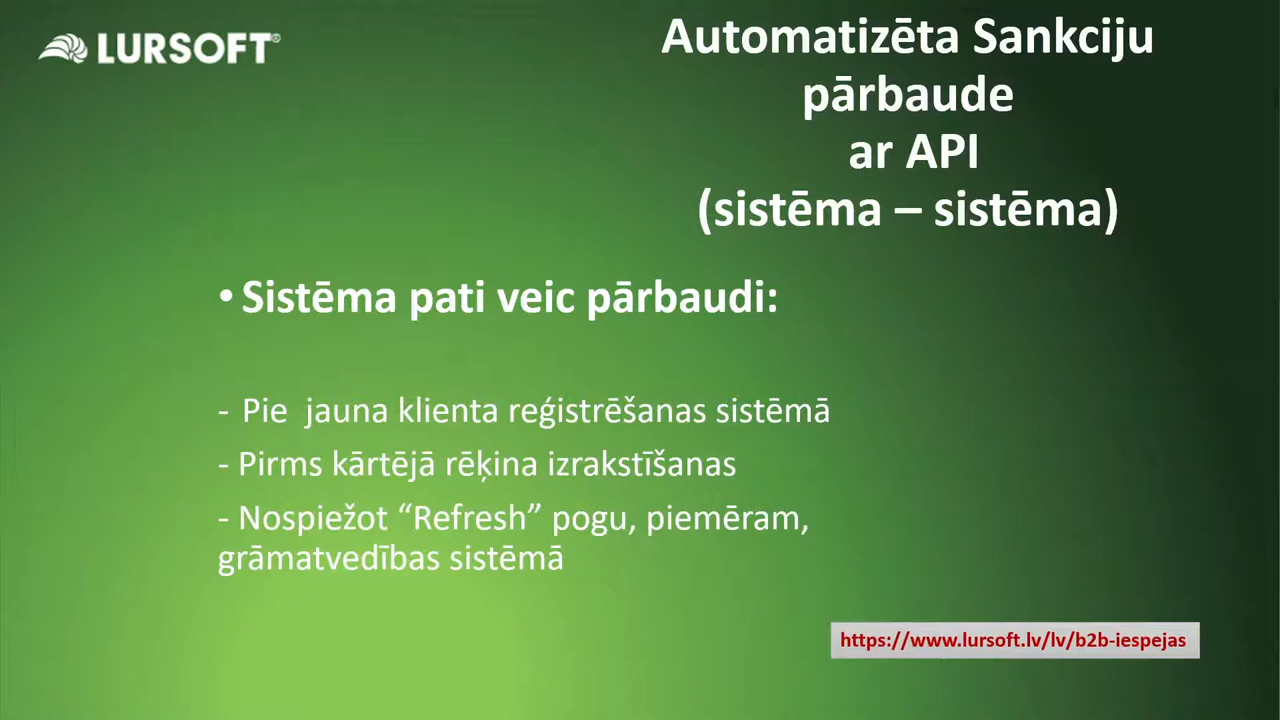 LURSOFT®
Automatizēta Sankciju
pārbaude
ar API
(sistēma – sistēma)
• Sistēma pati veic pārbaudi:
- Pie jauna klienta reģistrēšanas sistēmā
- Pirms kārtējā rēķina izrakstīšanas
- Nospiežot “Refresh” pogu, piemēram,
grāmatvedības sistēmā
https://www.lursoft.lv/lv/b2b-iespejas